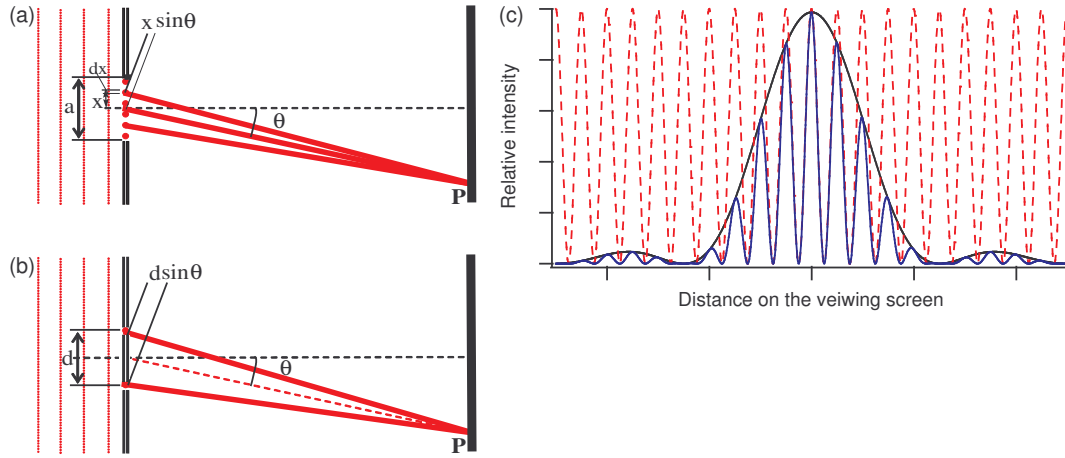 (a)
x sinθ
dx
x
a
θ
P
(b)
dsinθ
d
θ
P
(c)
Relative intensity
Distance on the veiwing screen